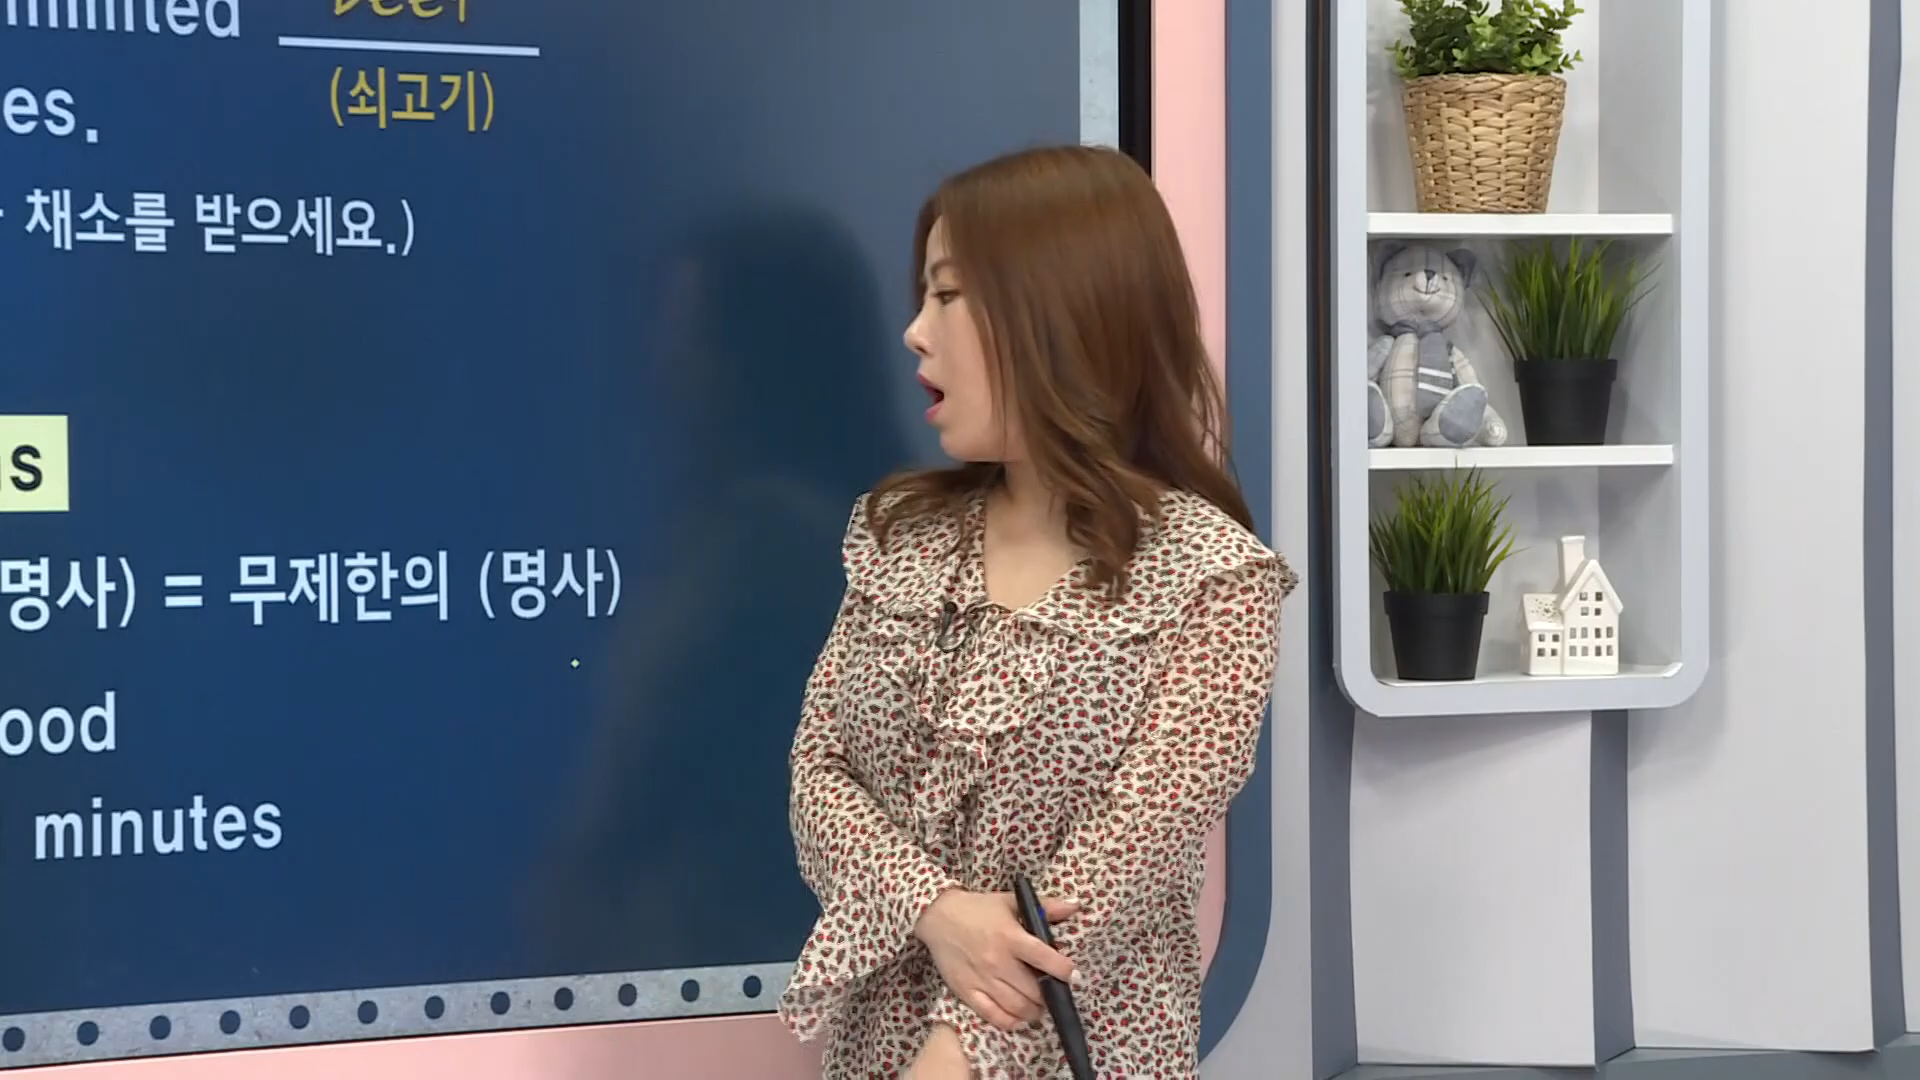 beef
(쇠고기)
es.
채소를 받으세요.)
s
명사) = 무제한의 (명사)
ood
minutes